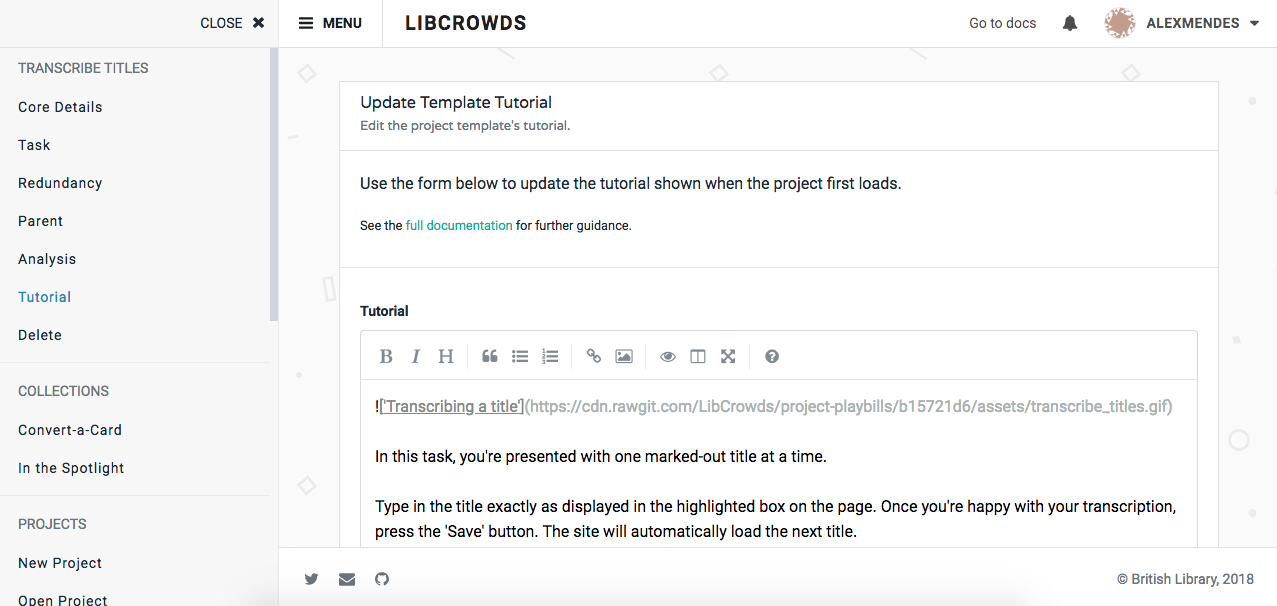 CLOSE ✖
MENU
LIBCROWDS
Go to docs
ALEXMENDES
TRANSCRIBE TITLES
Core Details
Task
Redundancy
Parent
Analysis
Tutorial
Delete
COLLECTIONS
Convert-a-Card
In the Spotlight
PROJECTS
New Project
Open Project
Update Template Tutorial
Edit the project template's tutorial.
Use the form below to update the tutorial shown when the project first loads.
See the full documentation for further guidance.
Tutorial
B I H
!['Transcribing a title'](https://cdn.rawgit.com/LibCrowds/project-playbills/b15721d6/assets/transcribe_titles.gif)
In this task, you're presented with one marked-out title at a time.
Type in the title exactly as displayed in the highlighted box on the page. Once you're happy with your transcription,
press the 'Save' button. The site will automatically load the next title.
© British Library, 2018